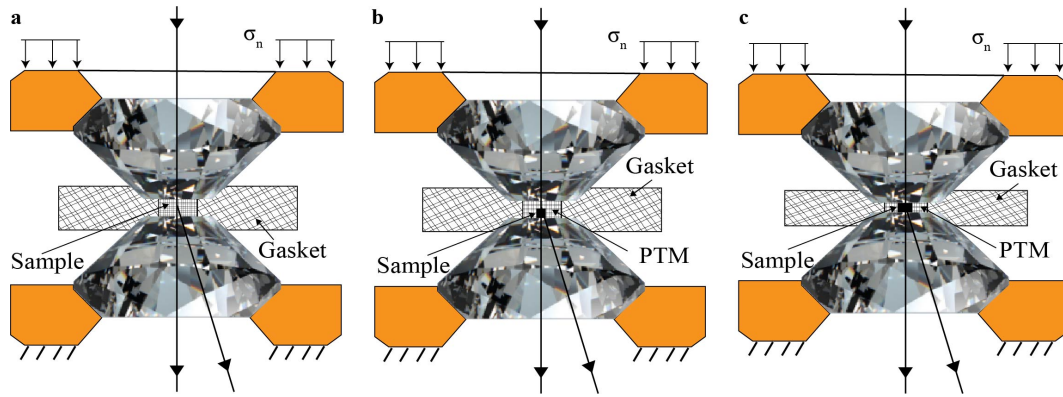 a
σn
Sample
Gasket
b
σn
Gasket
Sample
PTM
c
σn
Gasket
Sample
PTM